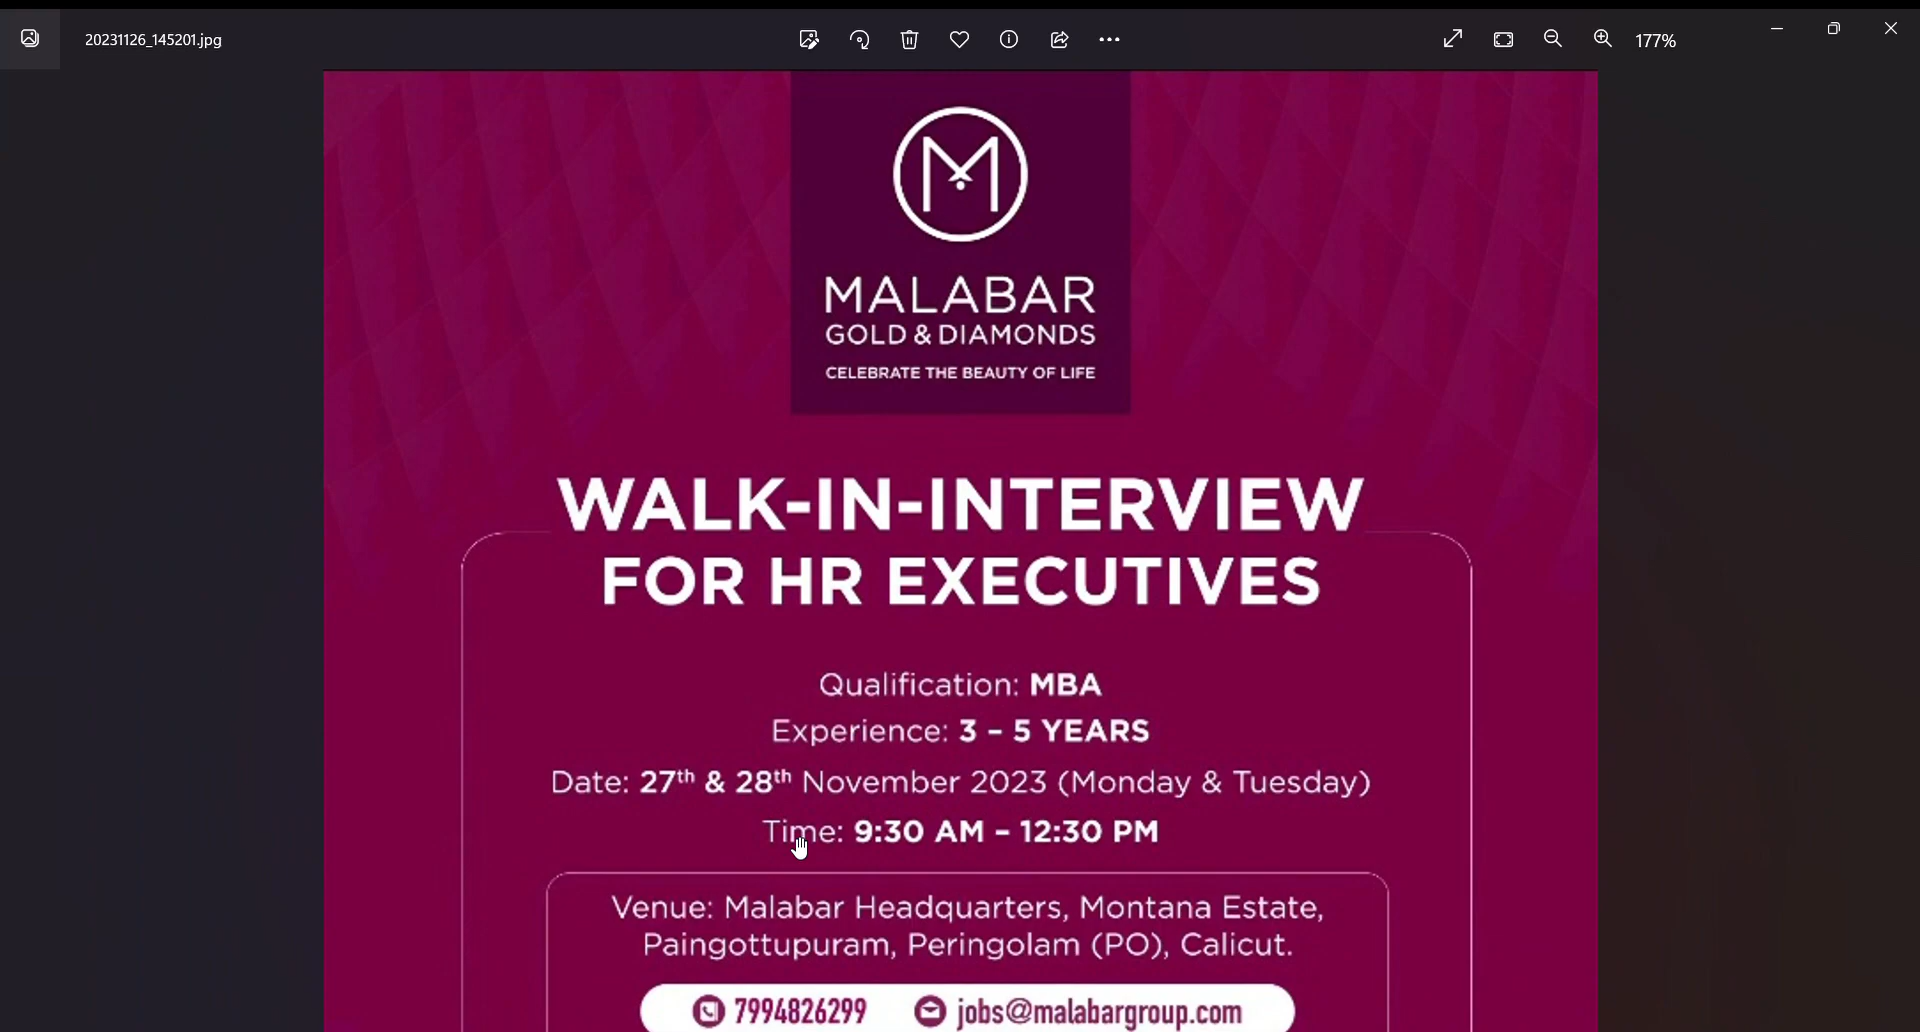 20231126_145201.jpg
177%
MALABAR
GOLD & DIAMONDS
CELEBRATE THE BEAUTY OF LIFE
WALK-IN-INTERVIEW
FOR HR EXECUTIVES
Qualification: MBA
Experience: 3 – 5 YEARS
Date: 27th & 28th November 2023 (Monday & Tuesday)
Time: 9:30 AM – 12:30 PM
Venue: Malabar Headquarters, Montana Estate,
Paingottupuram, Peringolam (PO), Calicut.
7994826299 jobs@malabargroup.com